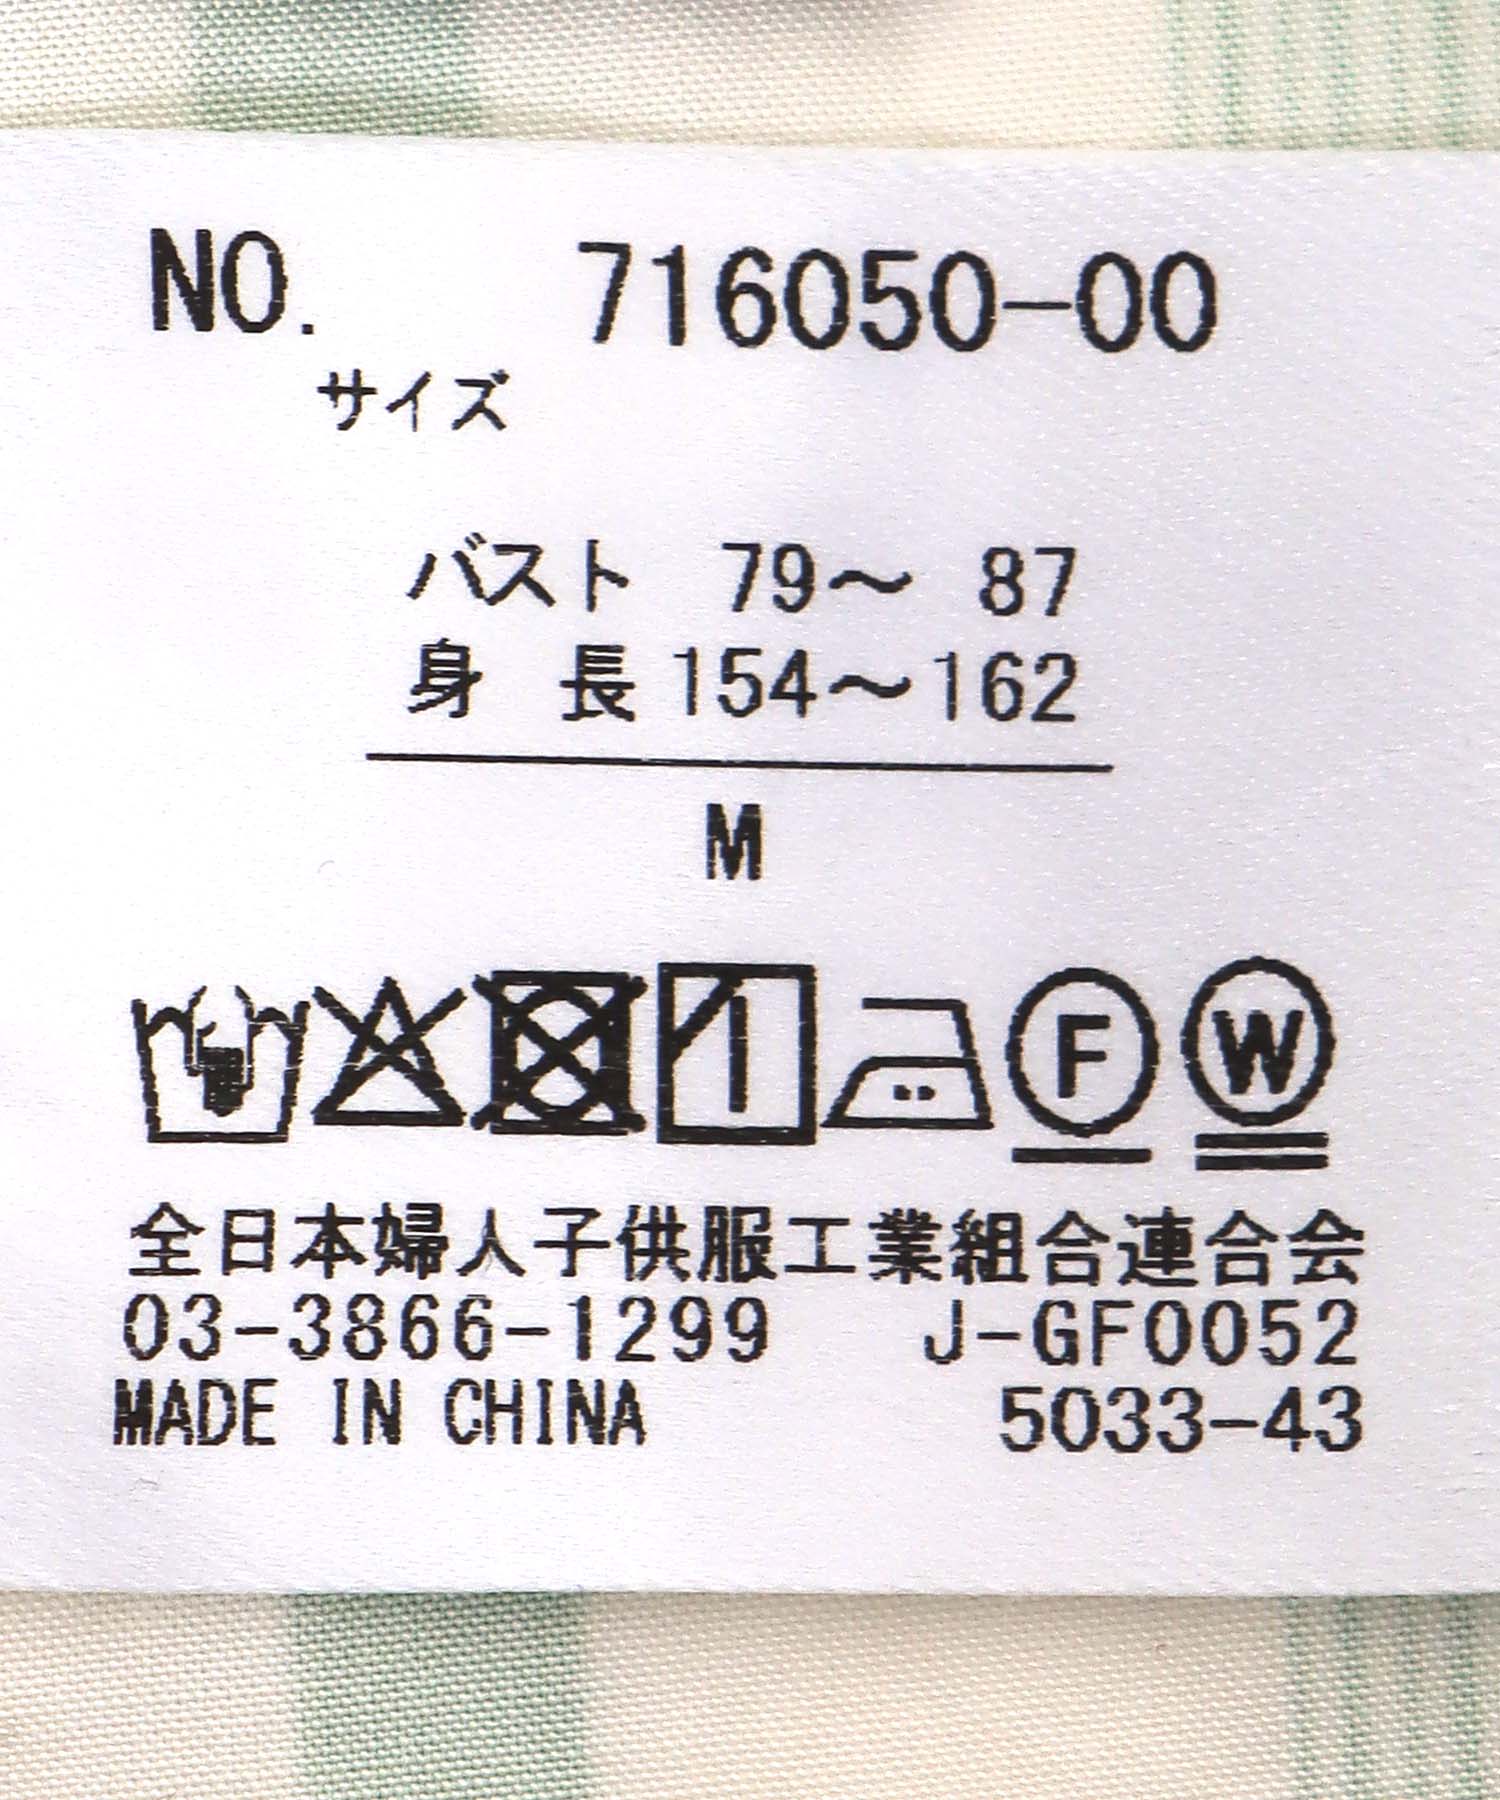 NO. 716050-00
サイズ
バスト 79〜 87
身 長 154〜162
M
F W
全日本婦人子供服工業組合連合会
03-3866-1299 J-GF0052
MADE IN CHINA 5033-43